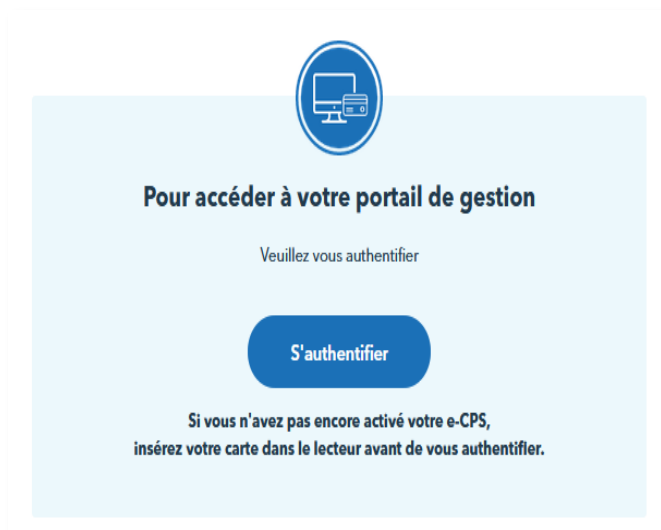 Pour accéder à votre portail de gestion
Veuillez vous authentifier
S'authentifier
Si vous n'avez pas encore activé votre e-CPS,
insérez votre carte dans le lecteur avant de vous authentifier.